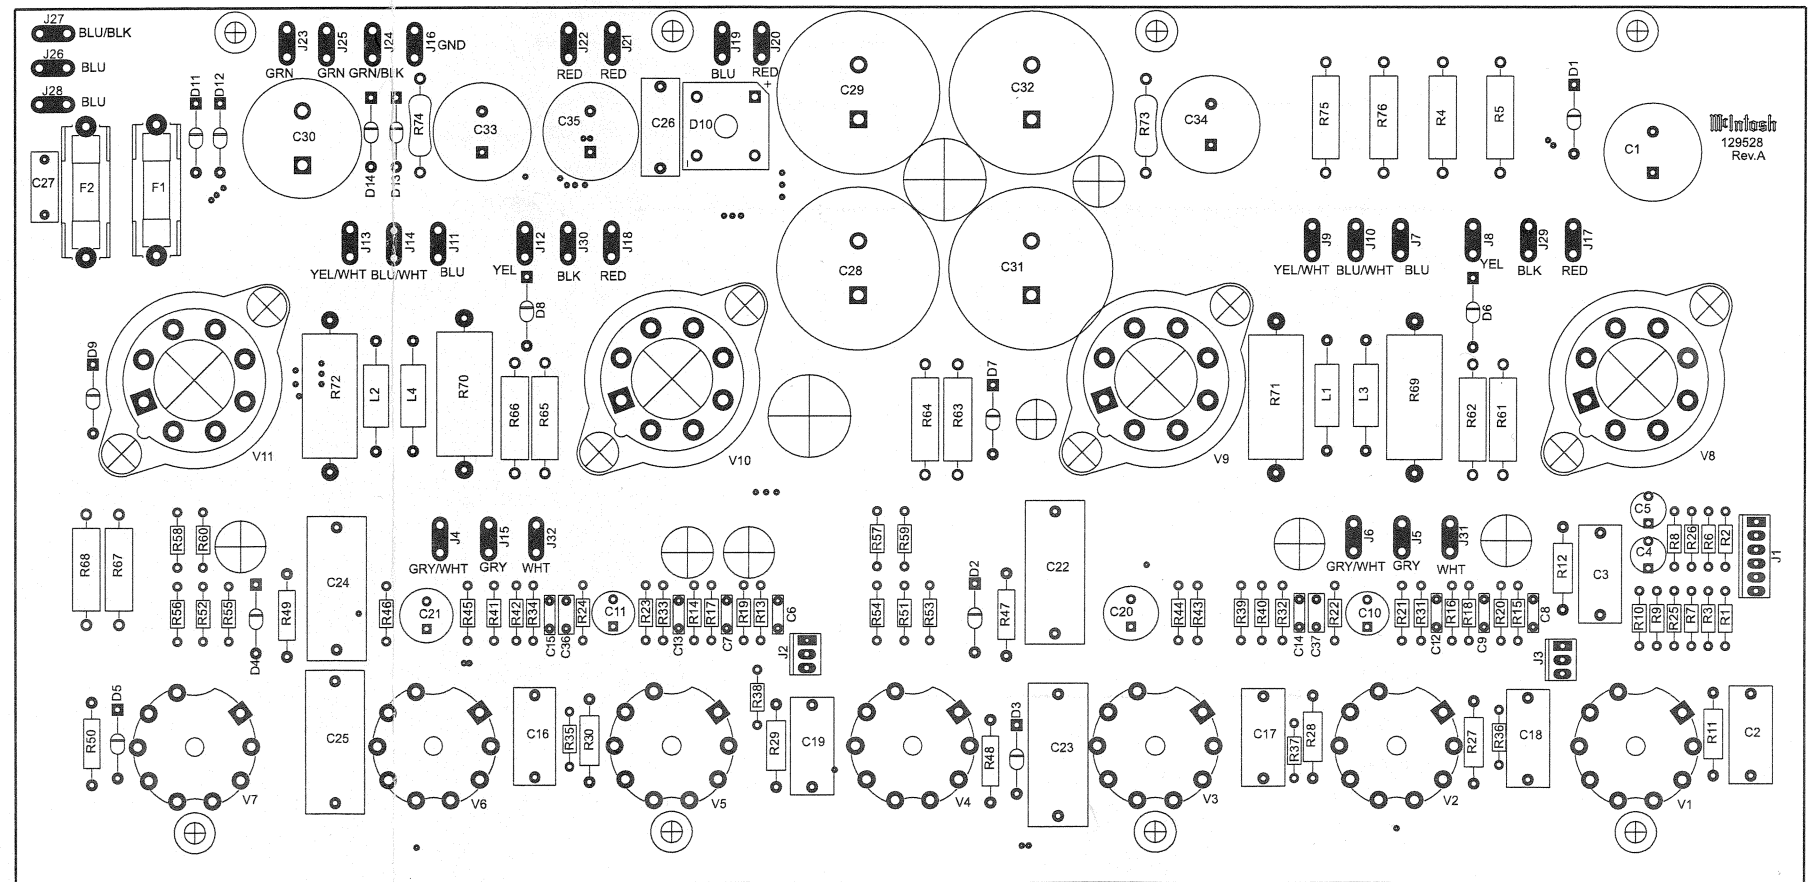 J27 BLU/BLK
J26 BLU
J28 BLU
J23 J25 J24 J16 GND
GRN GRN GRN/BLK
J22 J21
RED RED
J19 J20
BLU RED
D11 D12
C27 F2 F1
C30 D14 D13 R74 C33 C35 C26 D10 + -
C29 C32 R73 C34
R75 R76 R4 R5 D1 C1
McIntosh
129528
Rev.A
J13 J14 J11
YEL/WHT BLU/WHT BLU
J12 J30 J18
YEL BLK RED
C28 C31
J9 J10 J7
YEL/WHT BLU/WHT BLU
J8 J29 J17
YEL BLK RED
D9 V11 R72 L2 L4 R70 D8 R66 R65 V10
R64 R63 D7 V9 R71 L1 L3 R69 D6 R62 R61 V8
R68 R67 R58 R60 R56 R52 R55 D4 R49 C24
J4 J15 J32
GRY/WHT GRY WHT
R46 C21 R45 R41 R42 R34 C15 C36 R24 C11 R23 R33 C13 R14 R17 C7 R19 R13 C6 J2
R57 R59 R54 R51 R53 D2 R47 C22
J6 J5 J31
GRY/WHT GRY WHT
C20 R44 R43 R39 R40 R32 C14 C37 R22 C10 R21 R31 C12 R16 R18 C9 R20 R15 C8 J3
R12 C3 C5 C4 R8 R26 R6 R2 J1
R10 R9 R25 R7 R3 R1
R50 D5 V7 C25 V6 C16 R35 R30 V5 R38 R29 C19 V4 R48 D3 C23 V3 C17 R37 R28 V2 R27 R36 C18 V1 R11 C2